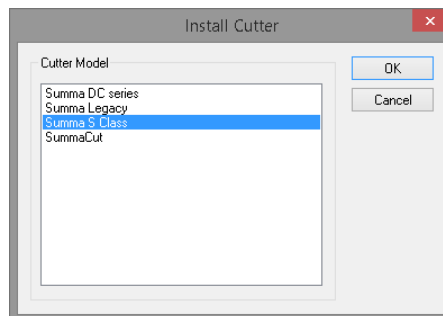 Install Cutter
Cutter Model
Summa DC series
Summa Legacy
Summa S Class
SummaCut
OK
Cancel